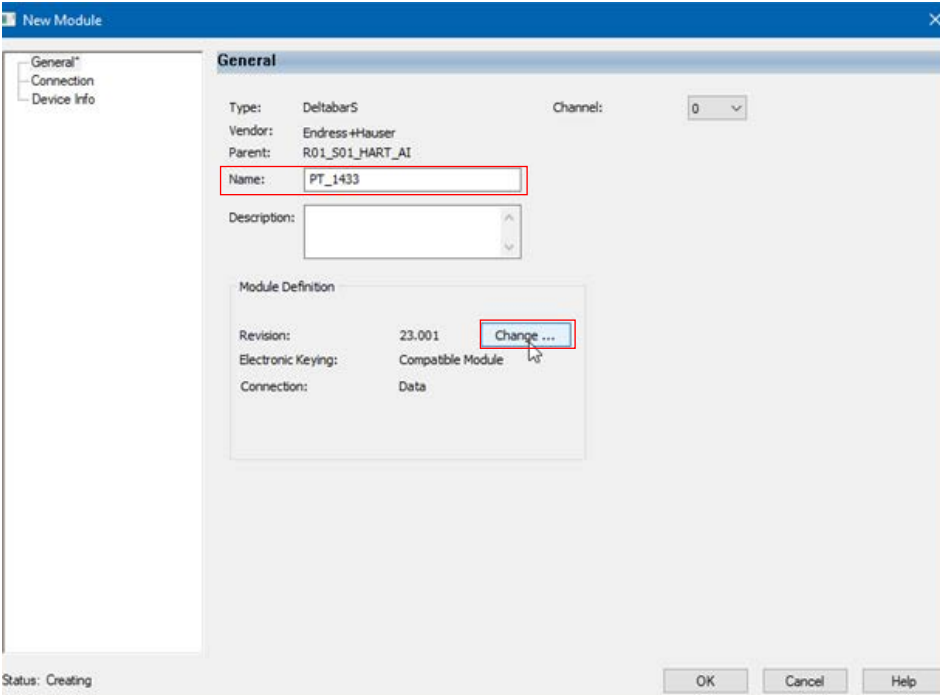 New Module
General*
Connection
Device Info
General
Type: DeltabarS Channel: 0
Vendor: Endress+Hauser
Parent: R01_S01_HART_AI
Name: PT_1433
Description:
Module Definition
Revision: 23.001 Change ...
Electronic Keying: Compatible Module
Connection: Data
Status: Creating OK Cancel Help